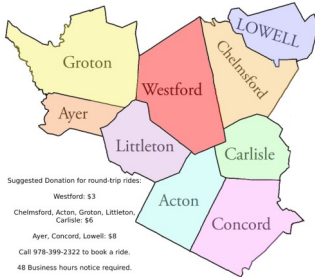 LOWELL
Groton
Chelmsford
Westford
Ayer
Littleton
Carlisle
Suggested Donation for round-trip rides:
Westford: $3
Acton
Chelmsford, Acton, Groton, Littleton,
Carlisle: $6
Concord
Ayer, Concord, Lowell: $8
Call 978-399-2322 to book a ride.
48 Business hours notice required.